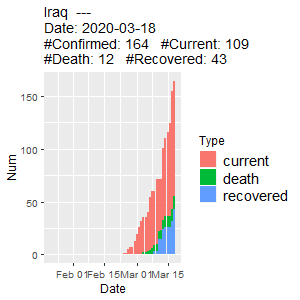 Iraq  ---
Date: 2020-03-18
#Confirmed: 164   #Current: 109
#Death: 12   #Recovered: 43
Num
150
100
50
0
Feb 01 Feb 15 Mar 01 Mar 15
Date
Type
current
death
recovered